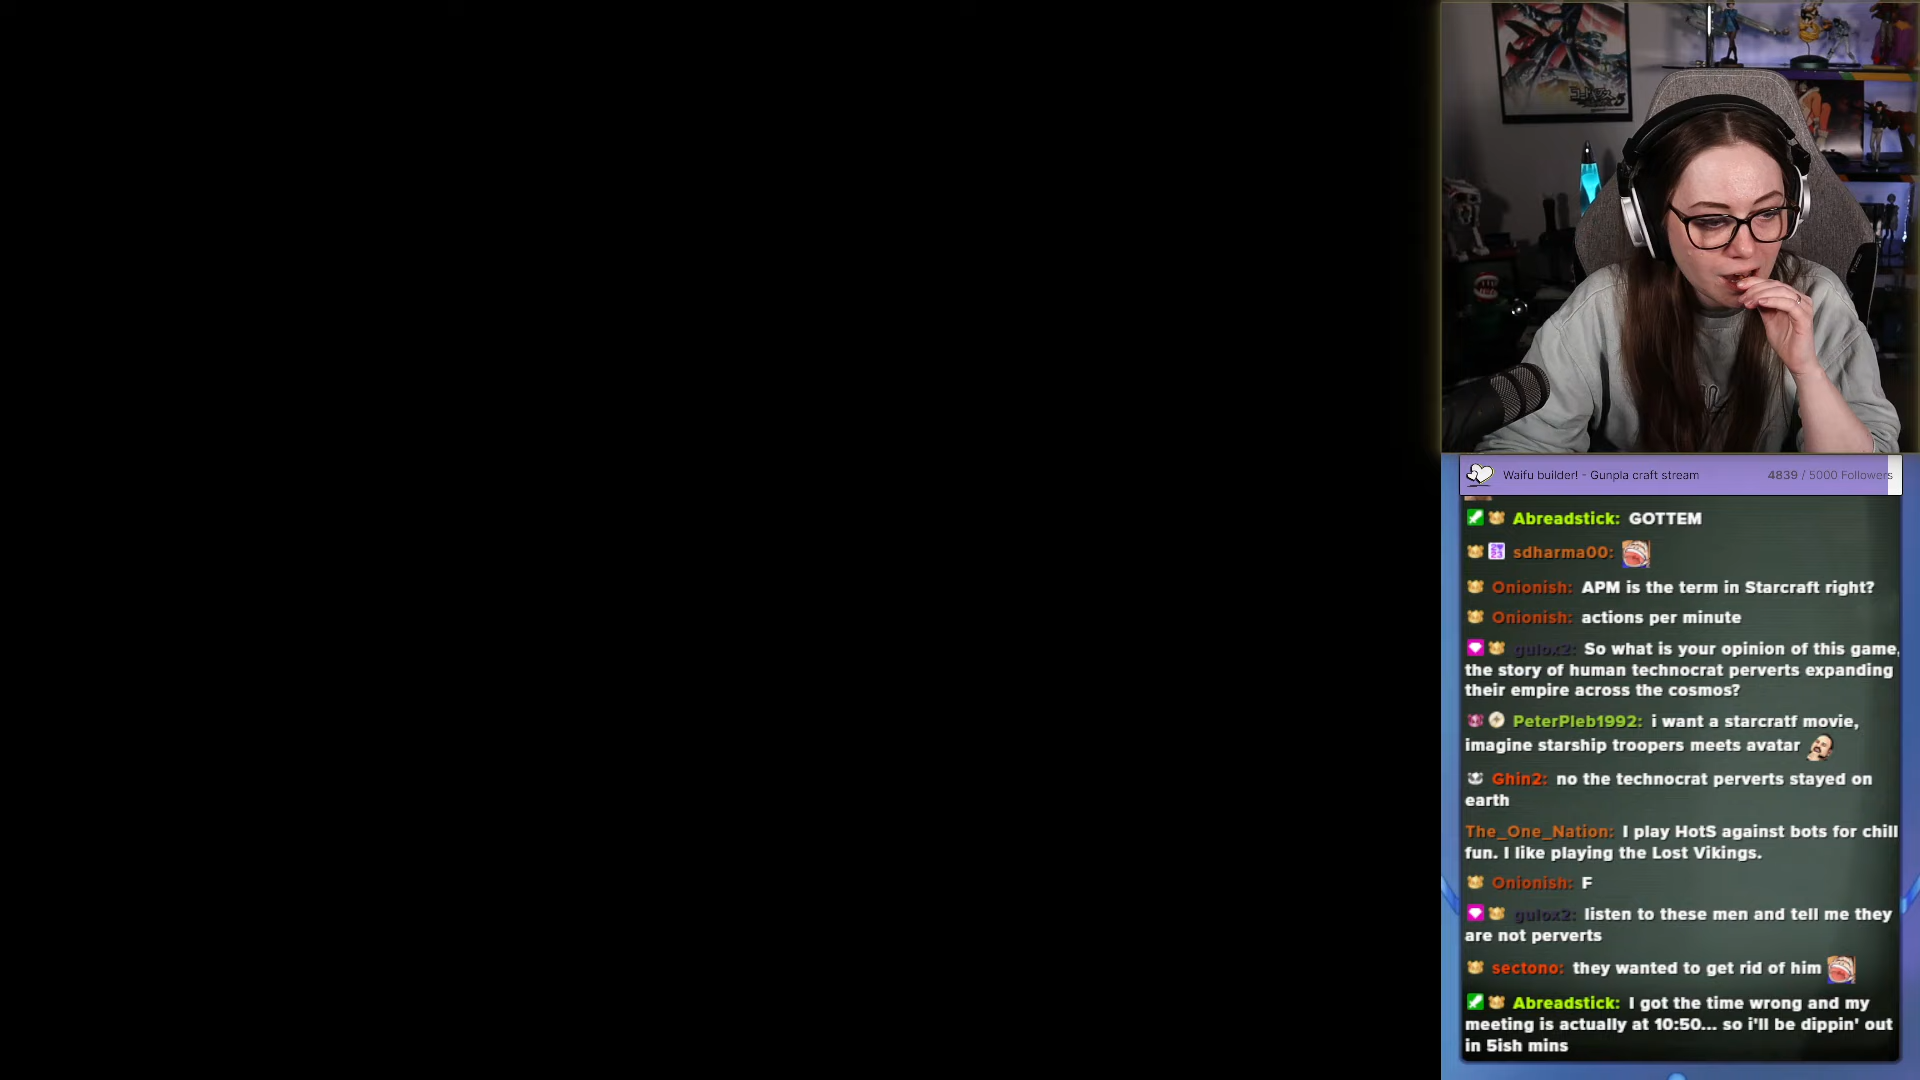 Waifu builder! - Gunpla craft stream 4839 / 5000 Followers
Abreadstick: GOTTEM
sdharma00:
Onionish: APM is the term in Starcraft right?
Onionish: actions per minute
gulox2: So what is your opinion of this game,
the story of human technocrat perverts expanding
their empire across the cosmos?
PeterPleb1992: i want a starcratf movie,
imagine starship troopers meets avatar
Ghin2: no the technocrat perverts stayed on
earth
The_One_Nation: I play HotS against bots for chill
fun. I like playing the Lost Vikings.
Onionish: F
gulox2: listen to these men and tell me they
are not perverts
sectono: they wanted to get rid of him
Abreadstick: I got the time wrong and my
meeting is actually at 10:50... so i'll be dippin' out
in 5ish mins